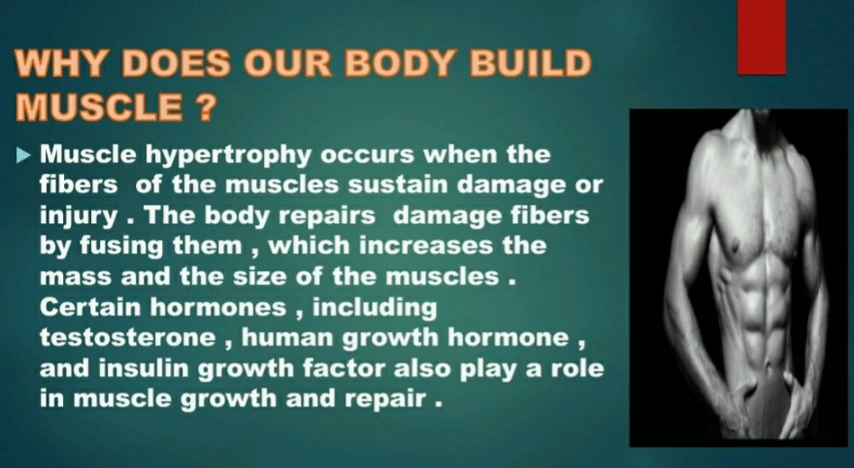 WHY DOES OUR BODY BUILD
MUSCLE ?
Muscle hypertrophy occurs when the
fibers of the muscles sustain damage or
injury . The body repairs damage fibers
by fusing them , which increases the
mass and the size of the muscles .
Certain hormones , including
testosterone , human growth hormone ,
and insulin growth factor also play a role
in muscle growth and repair .